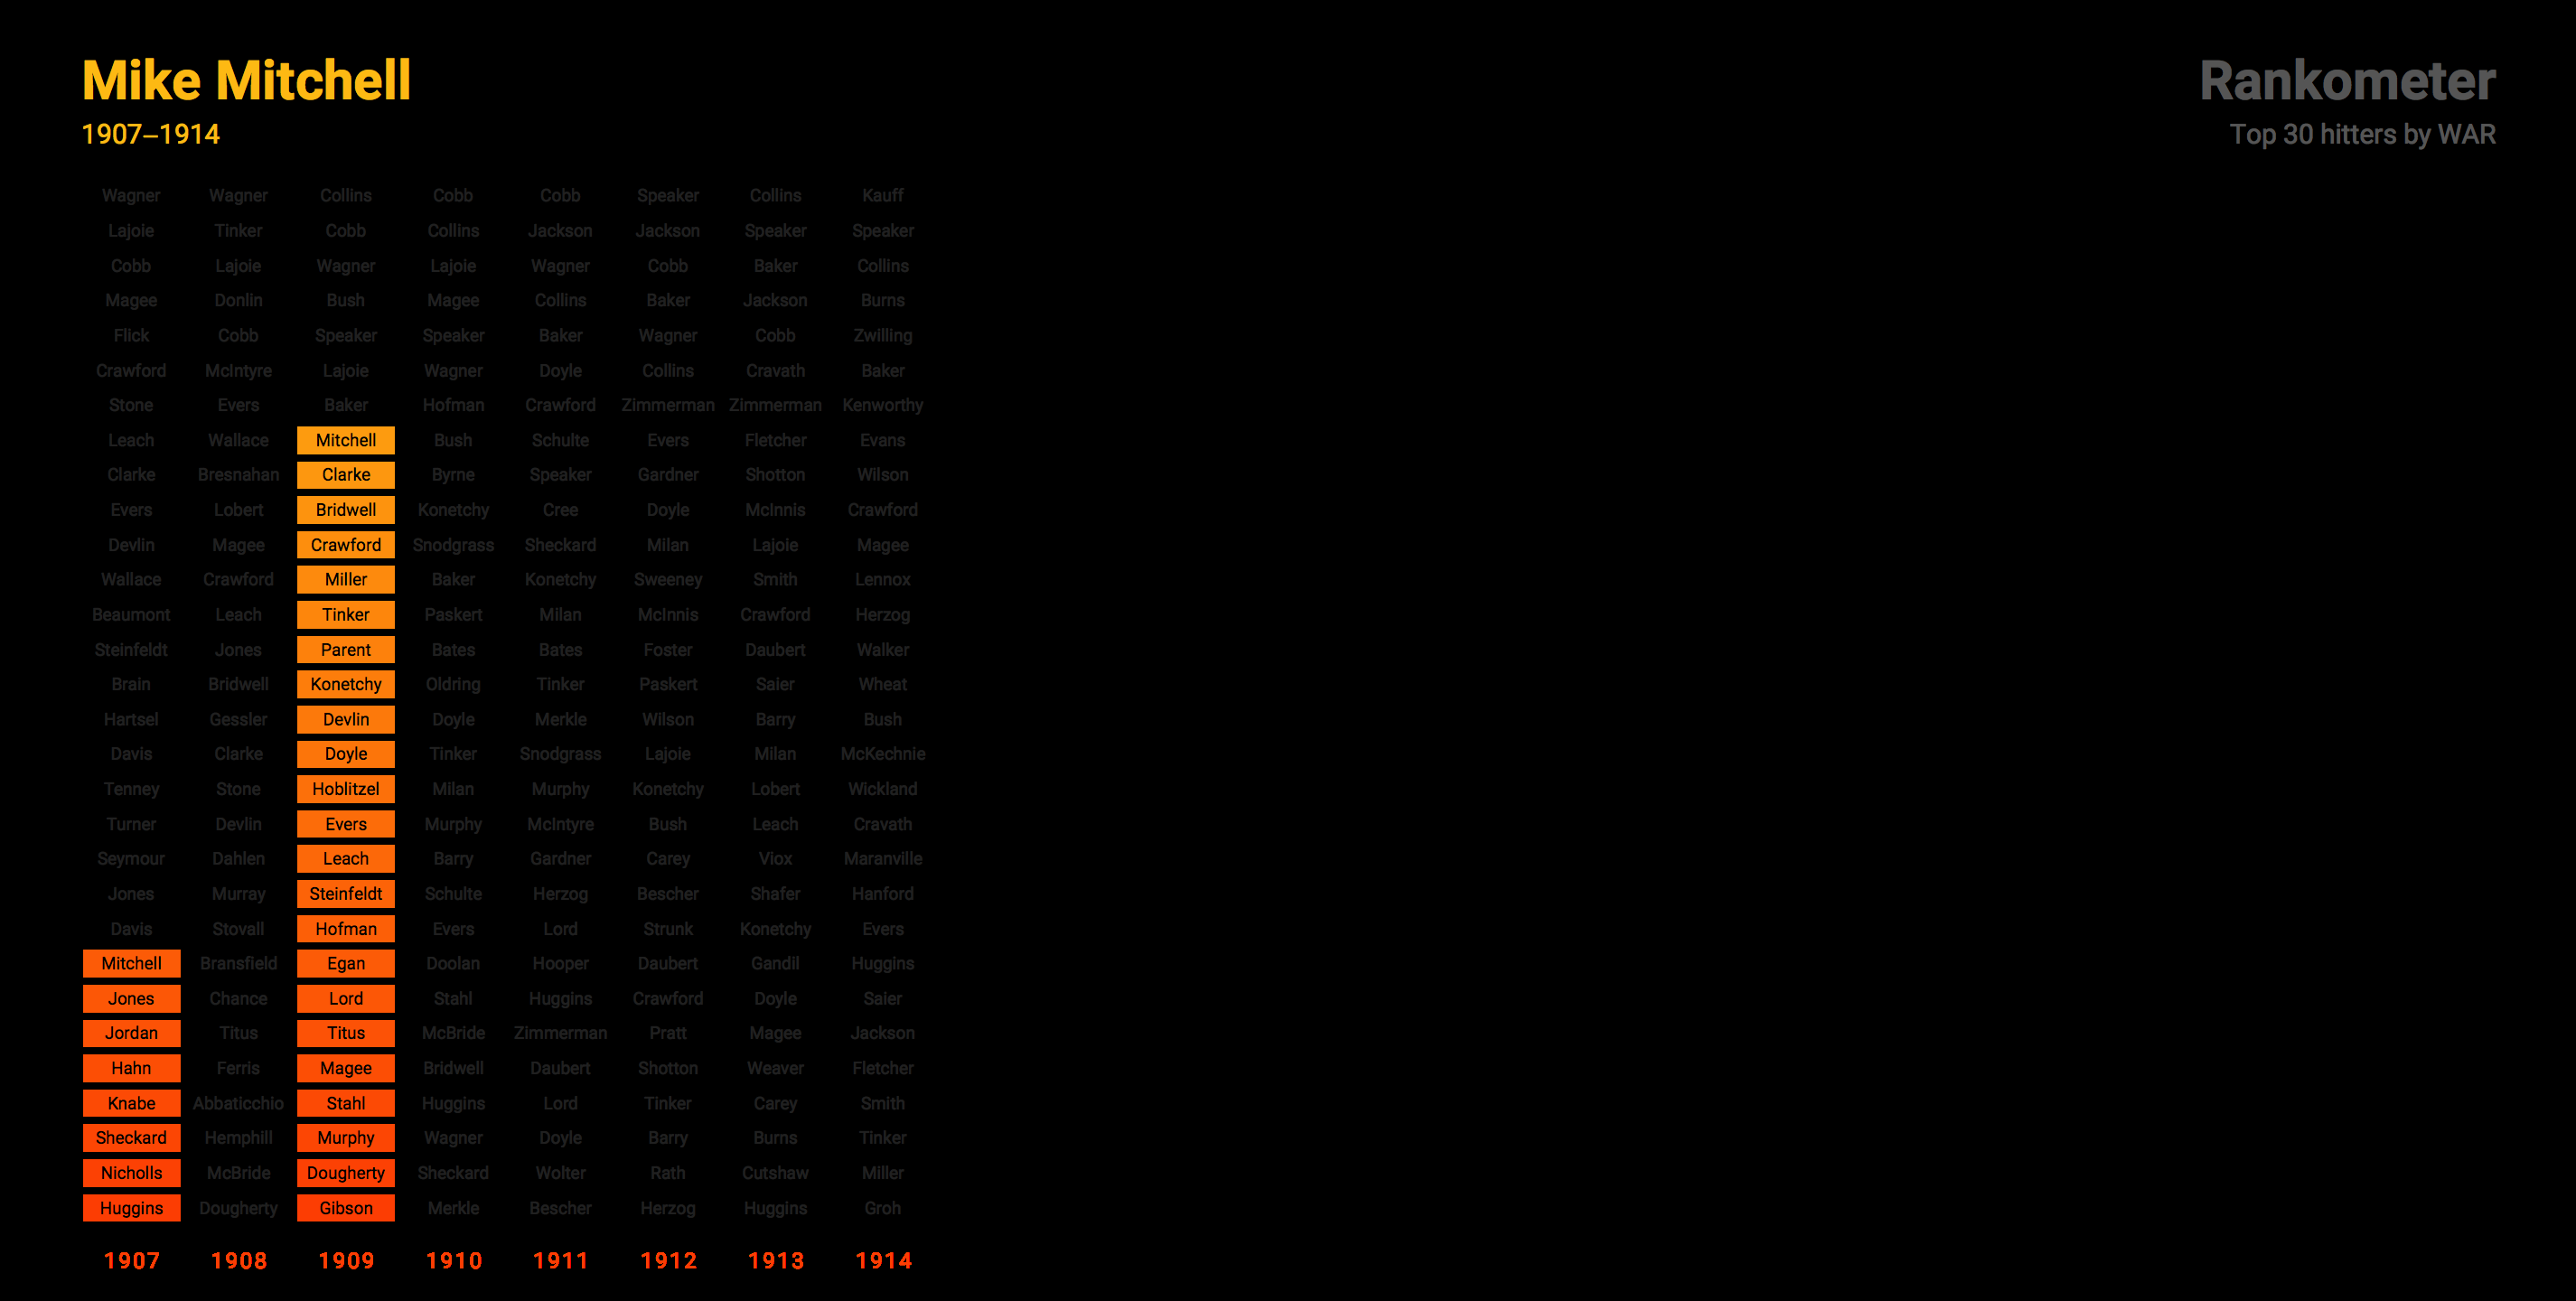 Mike Mitchell
1907–1914
Rankometer
Top 30 hitters by WAR
Wagner Wagner Collins Cobb Cobb Speaker Collins Kauff
Lajoie Tinker Cobb Collins Jackson Jackson Speaker Speaker
Cobb Lajoie Wagner Lajoie Wagner Cobb Baker Collins
Magee Donlin Bush Magee Collins Baker Jackson Burns
Flick Cobb Speaker Speaker Baker Wagner Cobb Zwilling
Crawford McIntyre Lajoie Wagner Doyle Collins Cravath Baker
Stone Evers Baker Hofman Crawford Zimmerman Zimmerman Kenworthy
Leach Wallace Mitchell Bush Schulte Evers Fletcher Evans
Clarke Bresnahan Clarke Byrne Speaker Gardner Shotton Wilson
Evers Lobert Bridwell Konetchy Cree Doyle McInnis Crawford
Devlin Magee Crawford Snodgrass Sheckard Milan Lajoie Magee
Wallace Crawford Miller Baker Konetchy Sweeney Smith Lennox
Beaumont Leach Tinker Paskert Milan McInnis Crawford Herzog
Steinfeldt Jones Parent Bates Bates Foster Daubert Walker
Brain Bridwell Konetchy Oldring Tinker Paskert Saier Wheat
Hartsel Gessler Devlin Doyle Merkle Wilson Barry Bush
Davis Clarke Doyle Tinker Snodgrass Lajoie Milan McKechnie
Tenney Stone Hoblitzel Milan Murphy Konetchy Lobert Wickland
Turner Devlin Evers Murphy McIntyre Bush Leach Cravath
Seymour Dahlen Leach Barry Gardner Carey Viox Maranville
Jones Murray Steinfeldt Schulte Herzog Bescher Shafer Hanford
Davis Stovall Hofman Evers Lord Strunk Konetchy Evers
Mitchell Bransfield Egan Doolan Hooper Daubert Gandil Huggins
Jones Chance Lord Stahl Huggins Crawford Doyle Saier
Jordan Titus Titus McBride Zimmerman Pratt Magee Jackson
Hahn Ferris Magee Bridwell Daubert Shotton Weaver Fletcher
Knabe Abbaticchio Stahl Huggins Lord Tinker Carey Smith
Sheckard Hemphill Murphy Wagner Doyle Barry Burns Tinker
Nicholls McBride Dougherty Sheckard Wolter Rath Cutshaw Miller
Huggins Dougherty Gibson Merkle Bescher Herzog Huggins Groh
1907 1908 1909 1910 1911 1912 1913 1914